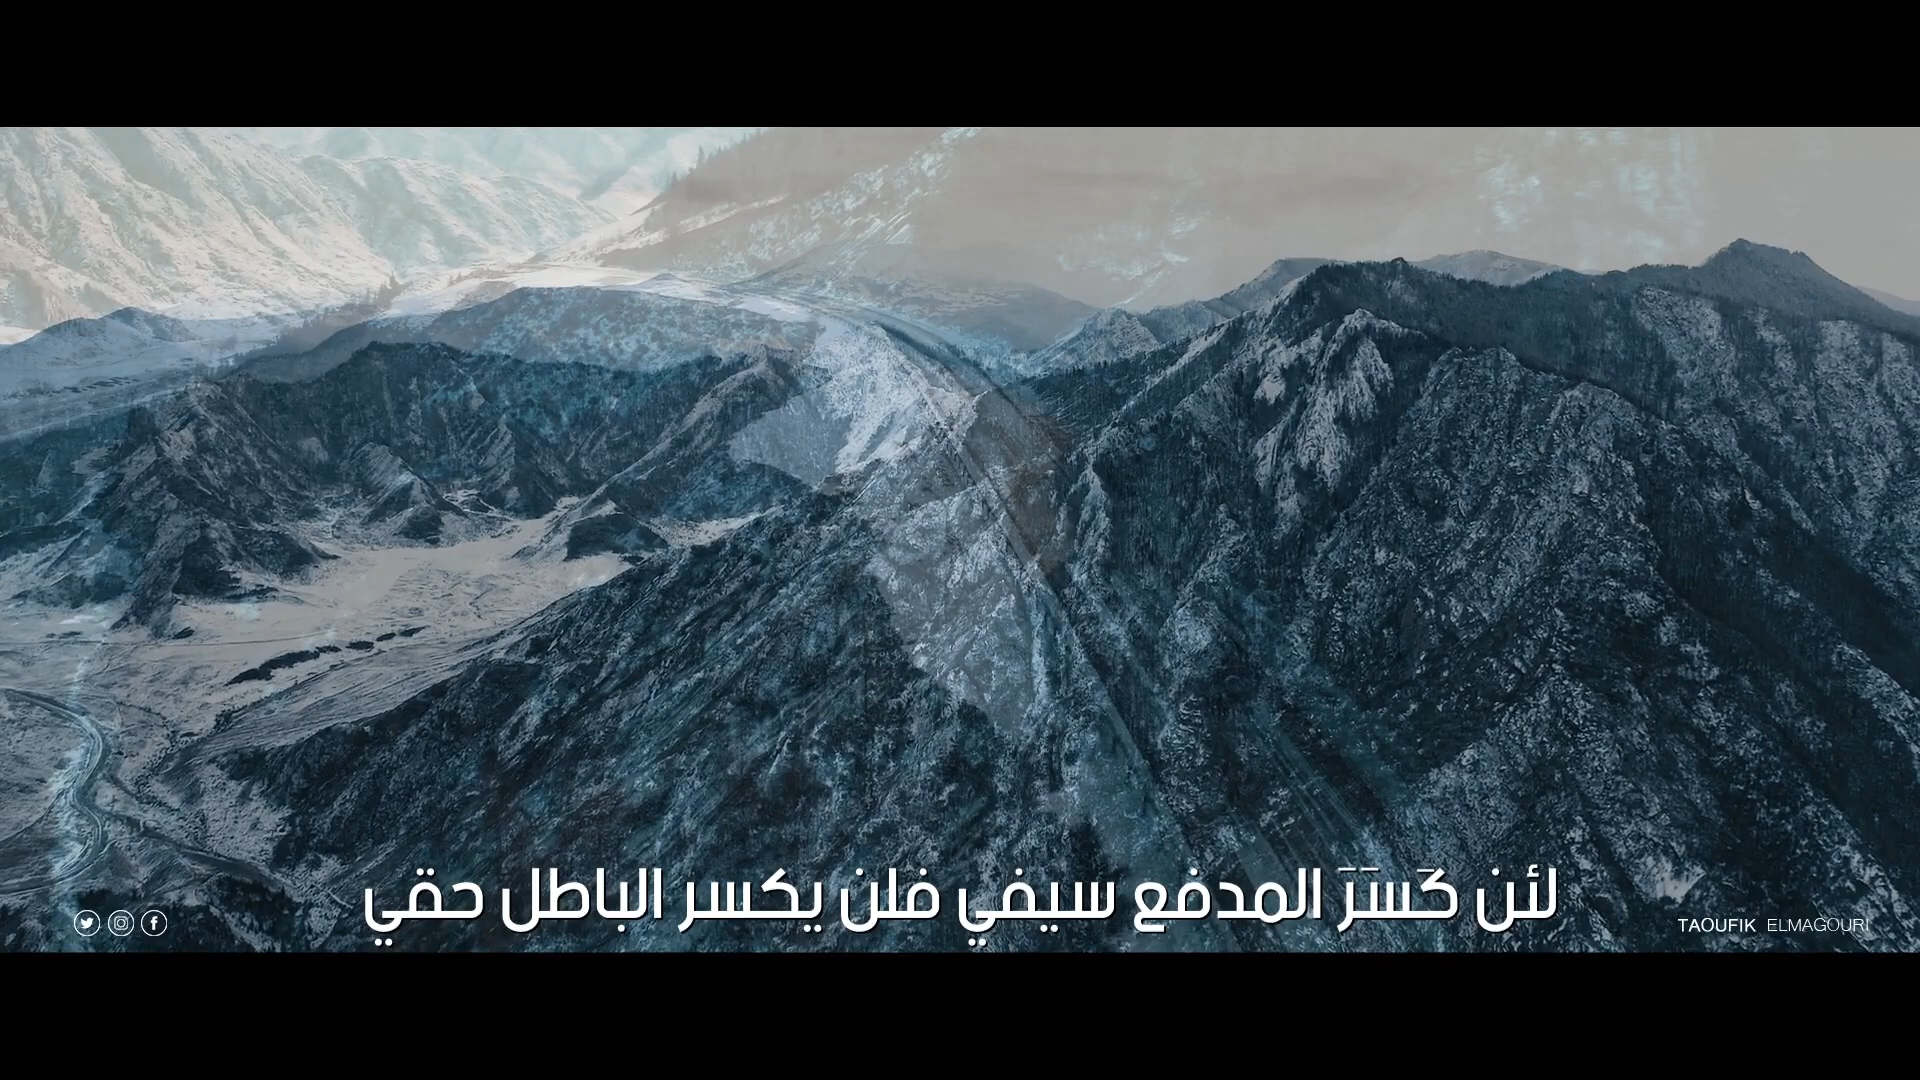 لئن كَسَرَ المدفع سيفي فلن يكسر الباطل حقي
TAOUFIK ELMAGOURI